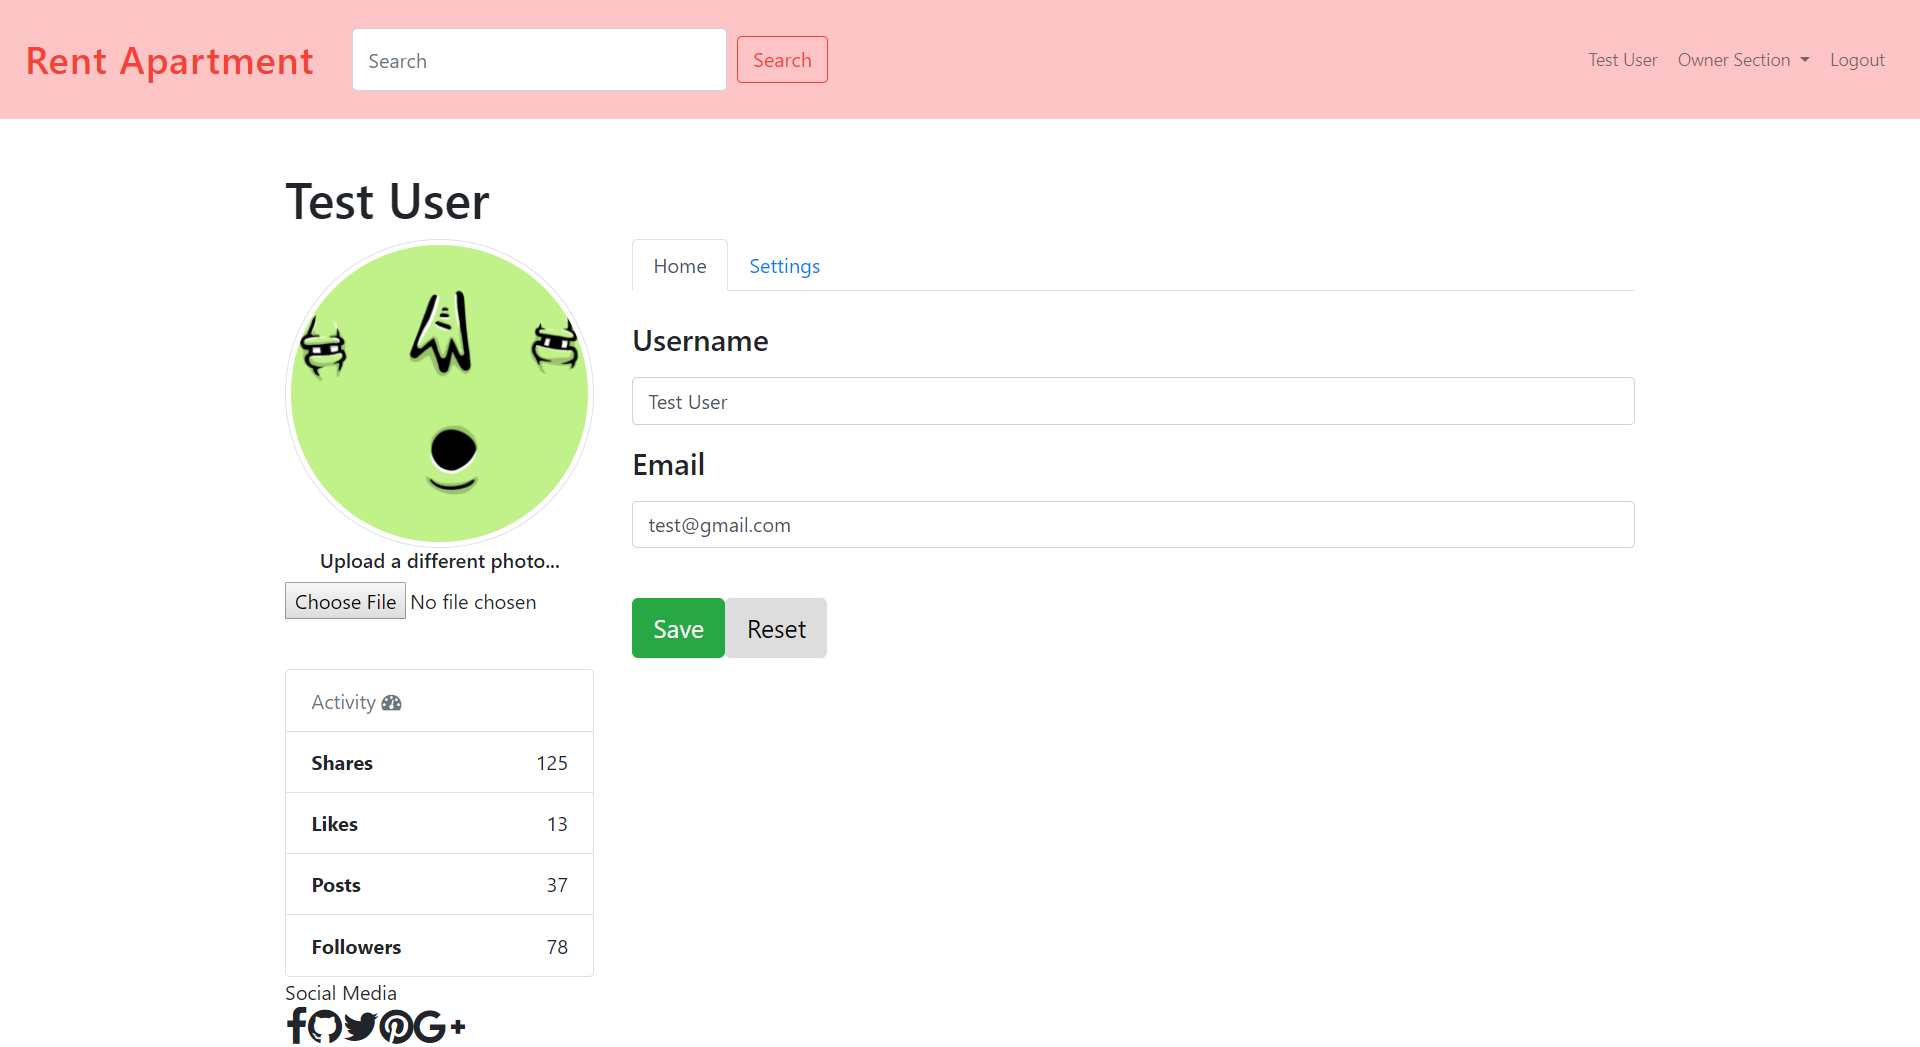 Rent Apartment
Search
Search
Test User
Owner Section
Logout
Test User
Upload a different photo...
Choose File No file chosen
Activity
Shares 125
Likes 13
Posts 37
Followers 78
Social Media
Home
Settings
Username
Test User
Email
test@gmail.com
Save
Reset